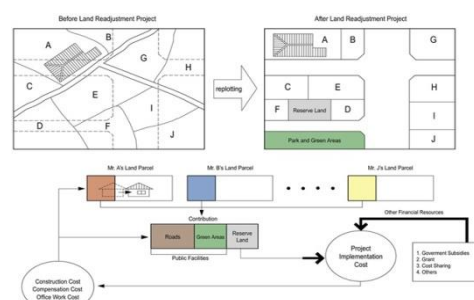 Before Land Readjustment Project
After Land Readjustment Project
A
B
G
H
C
E
I
D
F
J
replotting
A
B
G
C
E
H
F
Reserve Land
D
I
Park and Green Areas
J
Mr. A's Land Parcel
Mr. B's Land Parcel
Mr. J's Land Parcel
Contribution
Other Financial Resources
Roads
Green Areas
Reserve
Land
Public Facilities
Project
Implementation
Cost
1. Goverment Subsidies
2. Grant
3. Cost Sharing
4. Others
Construction Cost
Compensation Cost
Office Work Cost